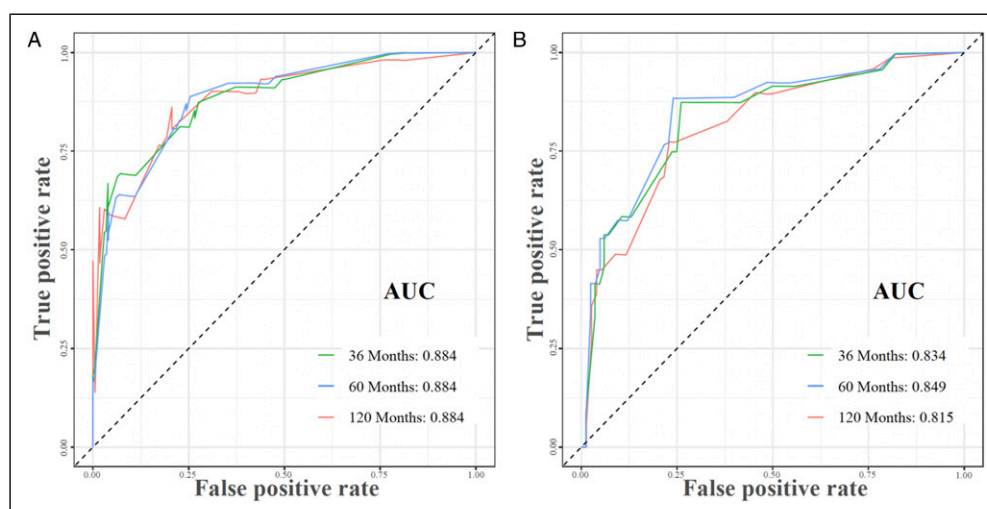 A
True positive rate
1.00
0.75
0.50
0.25
0.00
AUC
36 Months: 0.884
60 Months: 0.884
120 Months: 0.884
0.00 0.25 0.50 0.75 1.00
False positive rate
B
True positive rate
1.00
0.75
0.50
0.25
0.00
AUC
36 Months: 0.834
60 Months: 0.849
120 Months: 0.815
0.00 0.25 0.50 0.75 1.00
False positive rate